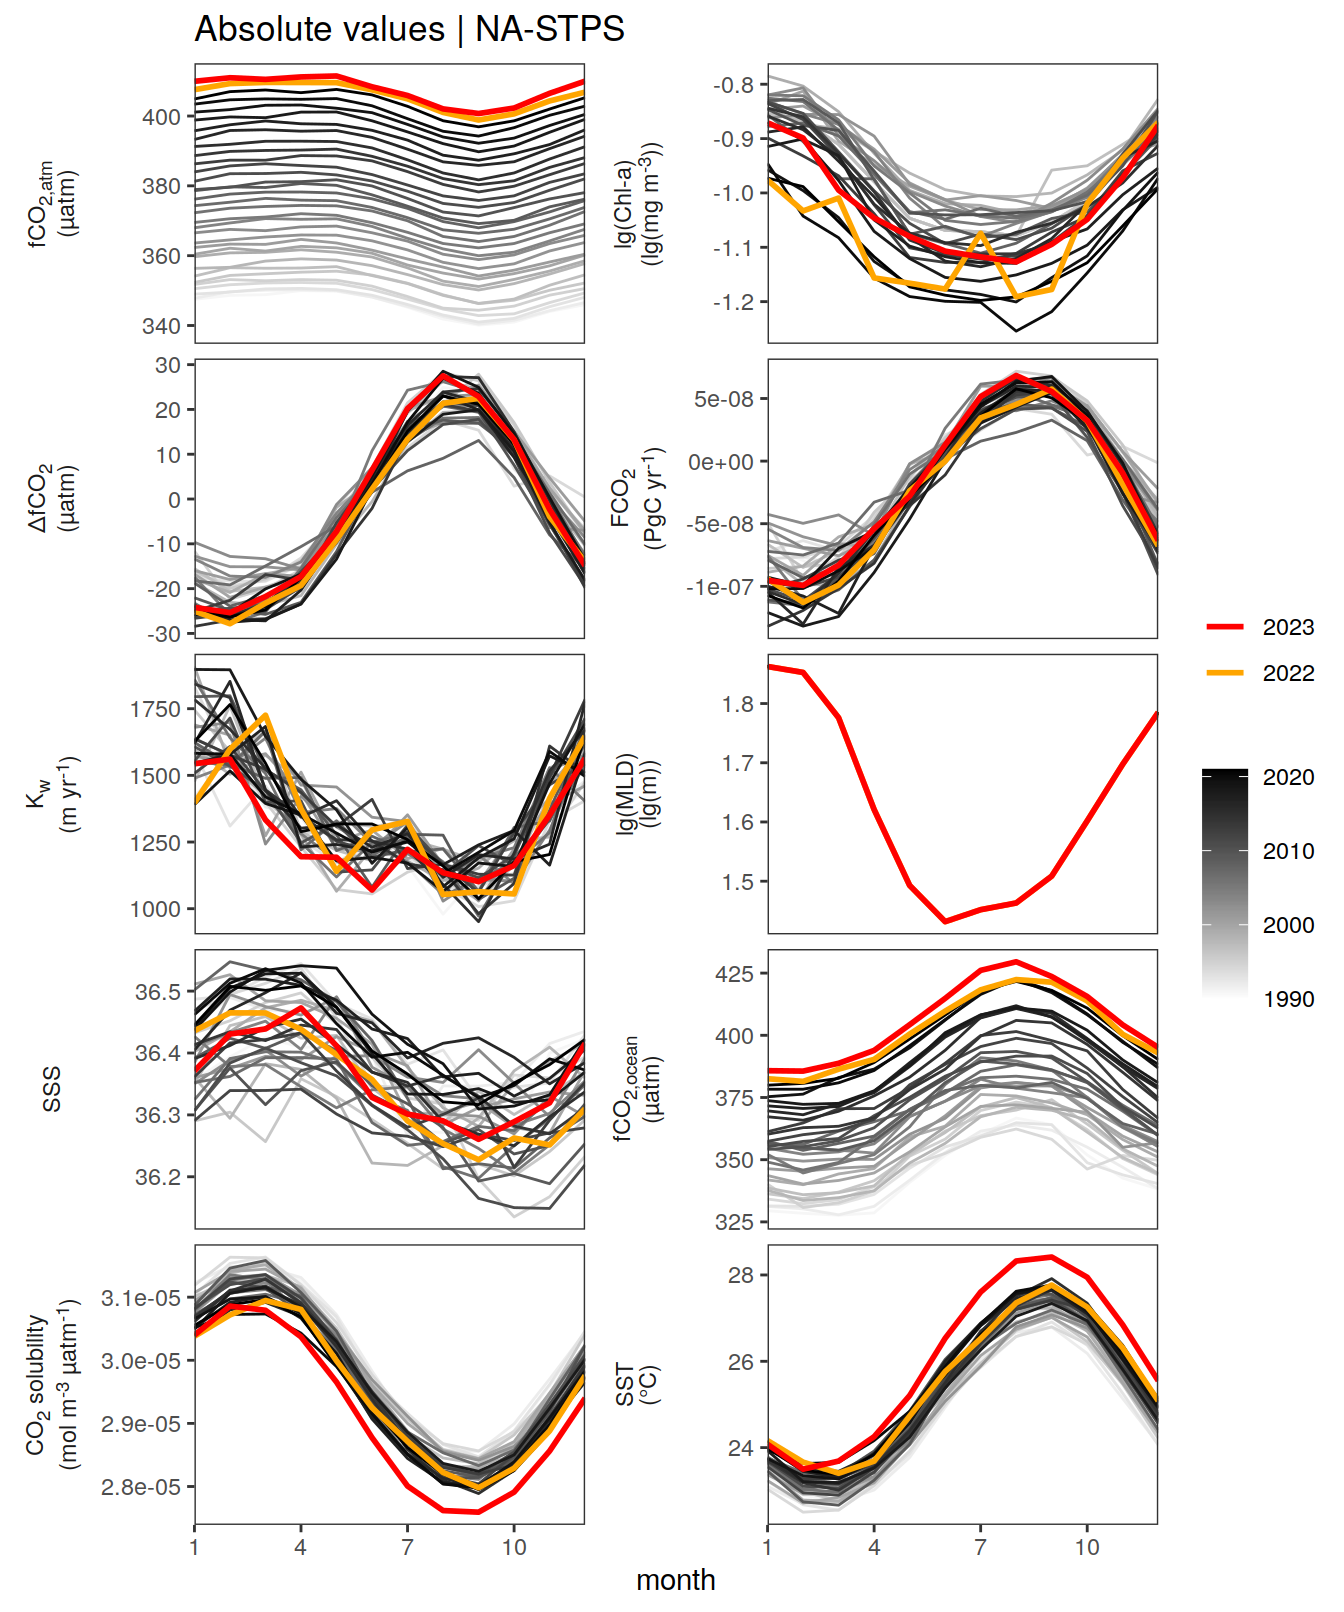 Absolute values | NA-STPS
fCO2,atm
(µatm)
400
380
360
340
lg(Chl-a)
(lg(mg m-3))
-0.8
-0.9
-1.0
-1.1
-1.2
ΔfCO2
(µatm)
30
20
10
0
-10
-20
-30
FCO2
(PgC yr-1)
5e-08
0e+00
-5e-08
-1e-07
Kw
(m yr-1)
1750
1500
1250
1000
lg(MLD)
(lg(m))
1.8
1.7
1.6
1.5
SSS
36.5
36.4
36.3
36.2
fCO2,ocean
(µatm)
425
400
375
350
325
CO2 solubility
(mol m-3 µatm-1)
3.1e-05
3.0e-05
2.9e-05
2.8e-05
SST
(°C)
28
26
24
1 4 7 10
1 4 7 10
month
2023
2022
2020
2010
2000
1990